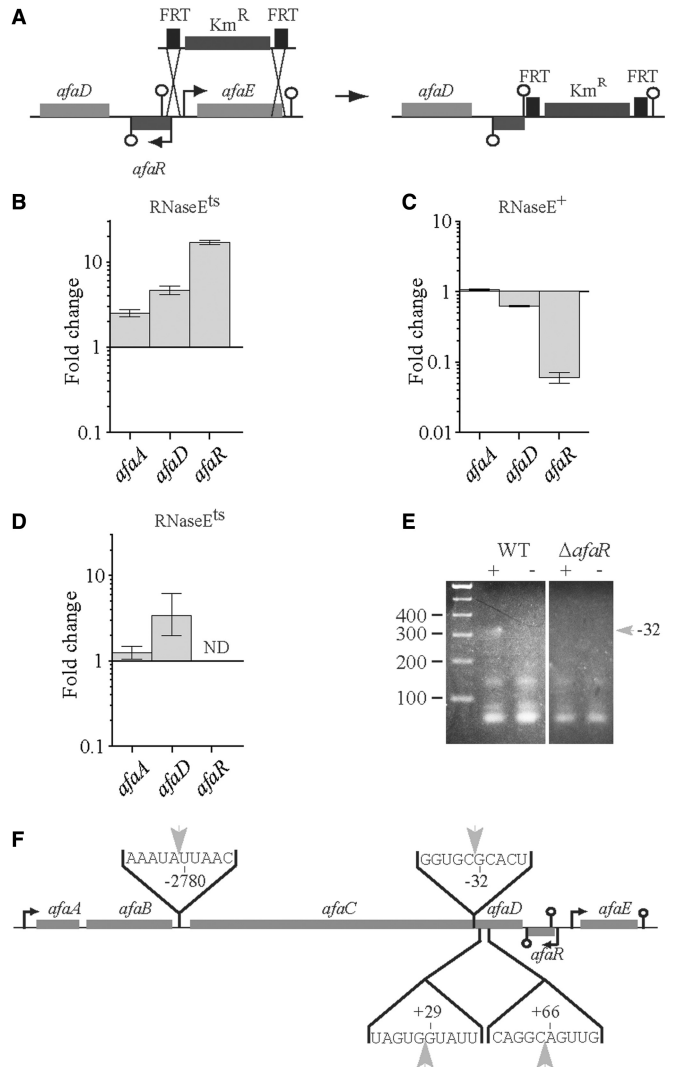 A
FRT Km^R FRT
afaD afaE
afaR
afaD FRT Km^R FRT
B
RNaseE^ts
Fold change
10
1
0.1
afaA afaD afaR
C
RNaseE^+
Fold change
10
1
0.1
0.01
afaA afaD afaR
D
RNaseE^ts
Fold change
10
1
0.1
ND
afaA afaD afaR
E
WT ΔafaR
+ - + -
400
300
200
100
-32
F
AAAUAUUAAC GGUGCGCACU
-2780 -32
afaA afaB afaC afaD afaE
afaR
+29 +66
UAGUGGUAUU CAGGCAGUUG